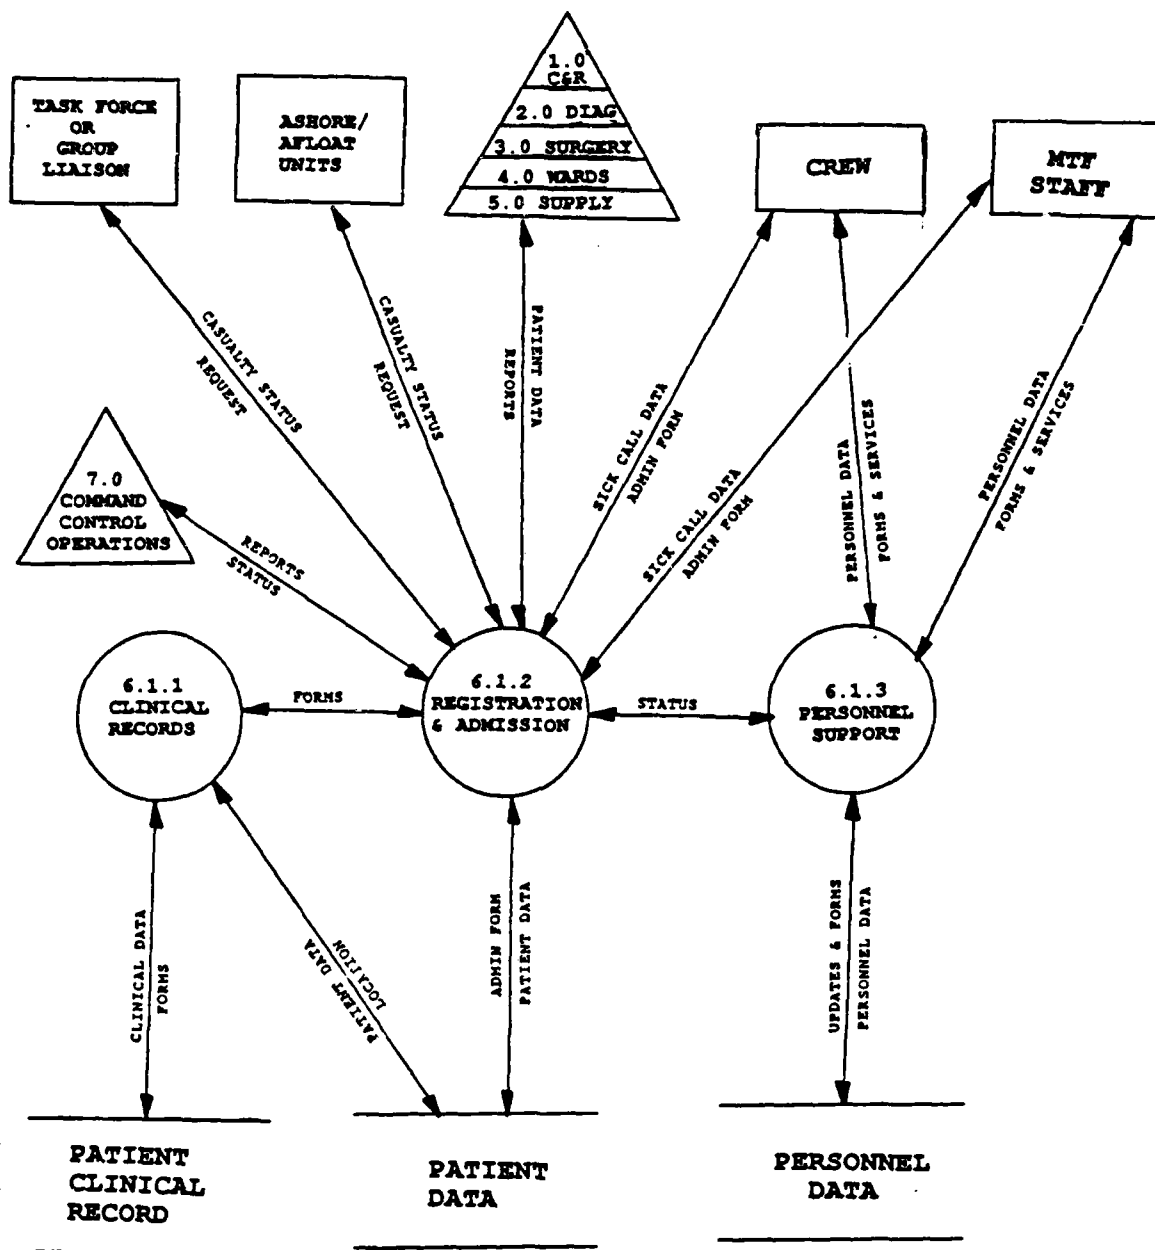 1.0
C&R
2.0 DIAG
3.0 SURGERY
4.0 WARDS
5.0 SUPPLY
TASK FORCE
OR
GROUP
LIAISON
ASHORE/
AFLOAT
UNITS
CREW
MTF
STAFF
CASUALTY STATUS
REQUEST
CASUALTY STATUS
REQUEST
PATIENT DATA
REPORTS
SICK CALL DATA
ADMIN FORM
SICK CALL DATA
ADMIN FORM
PERSONNEL DATA
FORMS & SERVICES
PERSONNEL DATA
FORMS & SERVICES
7.0
COMMAND
CONTROL
OPERATIONS
REPORTS
STATUS
6.1.1
CLINICAL
RECORDS
FORMS
6.1.2
REGISTRATION
& ADMISSION
STATUS
6.1.3
PERSONNEL
SUPPORT
CLINICAL DATA
FORMS
LOCATION
PATIENT DATA
ADMIN FORM
PATIENT DATA
UPDATES & FORMS
PERSONNEL DATA
PATIENT
CLINICAL
RECORD
PATIENT
DATA
PERSONNEL
DATA